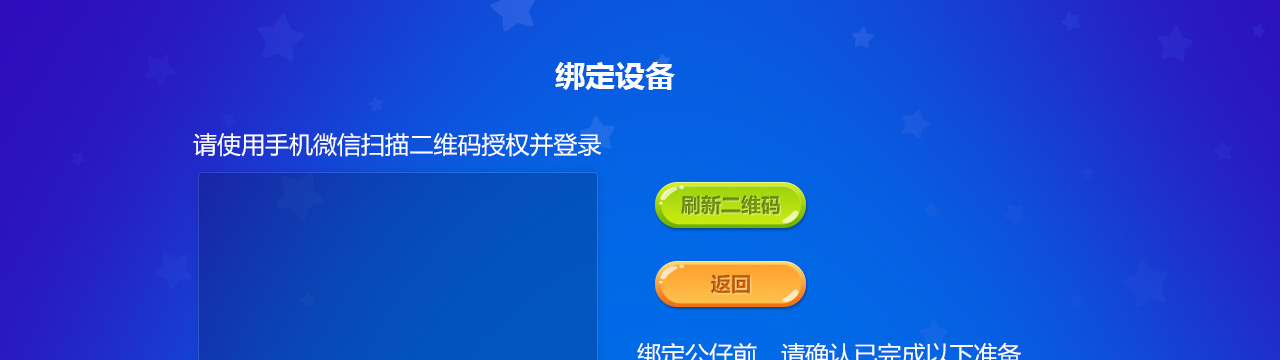 绑定设备
请使用手机微信扫描二维码授权并登录
刷新二维码
返回
绑定公仔前，请确认已完成以下准备